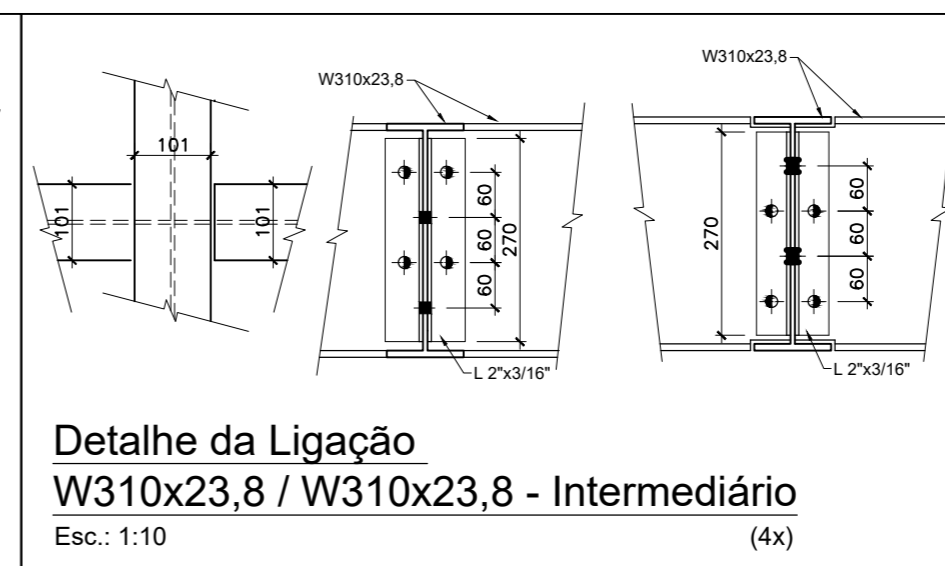 W310x23,8
W310x23,8
101
101
101
60
60
60
270
270
60
60
60
L 2"x3/16"
L 2"x3/16"
Detalhe da Ligação
W310x23,8 / W310x23,8 - Intermediário
Esc.: 1:10
(4x)